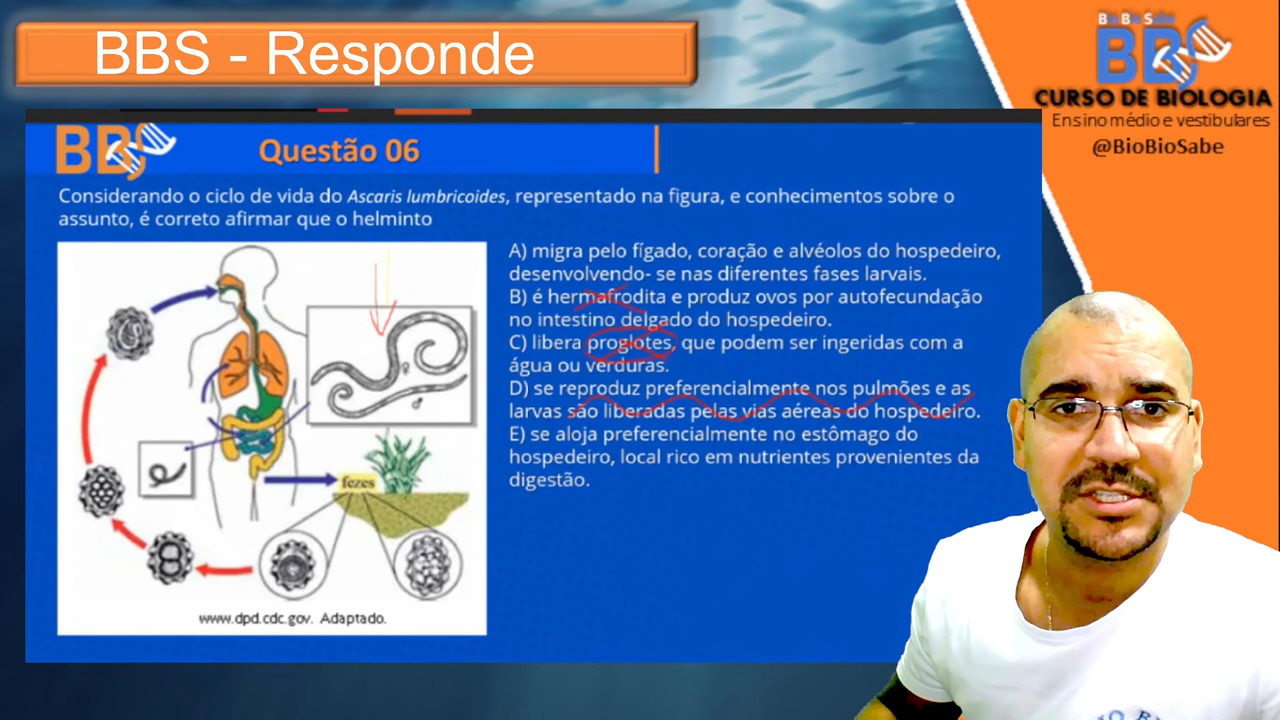 BBS - Responde
Bio Bio Sabe
BBS
CURSO DE BIOLOGIA
Ensino médio e vestibulares
@BioBioSabe
BBS
Questão 06
Considerando o ciclo de vida do Ascaris lumbricoides, representado na figura, e conhecimentos sobre o
assunto, é correto afirmar que o helminto
A) migra pelo fígado, coração e alvéolos do hospedeiro,
desenvolvendo- se nas diferentes fases larvais.
B) é hermafrodita e produz ovos por autofecundação
no intestino delgado do hospedeiro.
C) libera proglotes, que podem ser ingeridas com a
água ou verduras.
D) se reproduz preferencialmente nos pulmões e as
larvas são liberadas pelas vias aéreas do hospedeiro.
E) se aloja preferencialmente no estômago do
hospedeiro, local rico em nutrientes provenientes da
digestão.
♀
♂
fezes
www.dpd.cdc.gov. Adaptado.